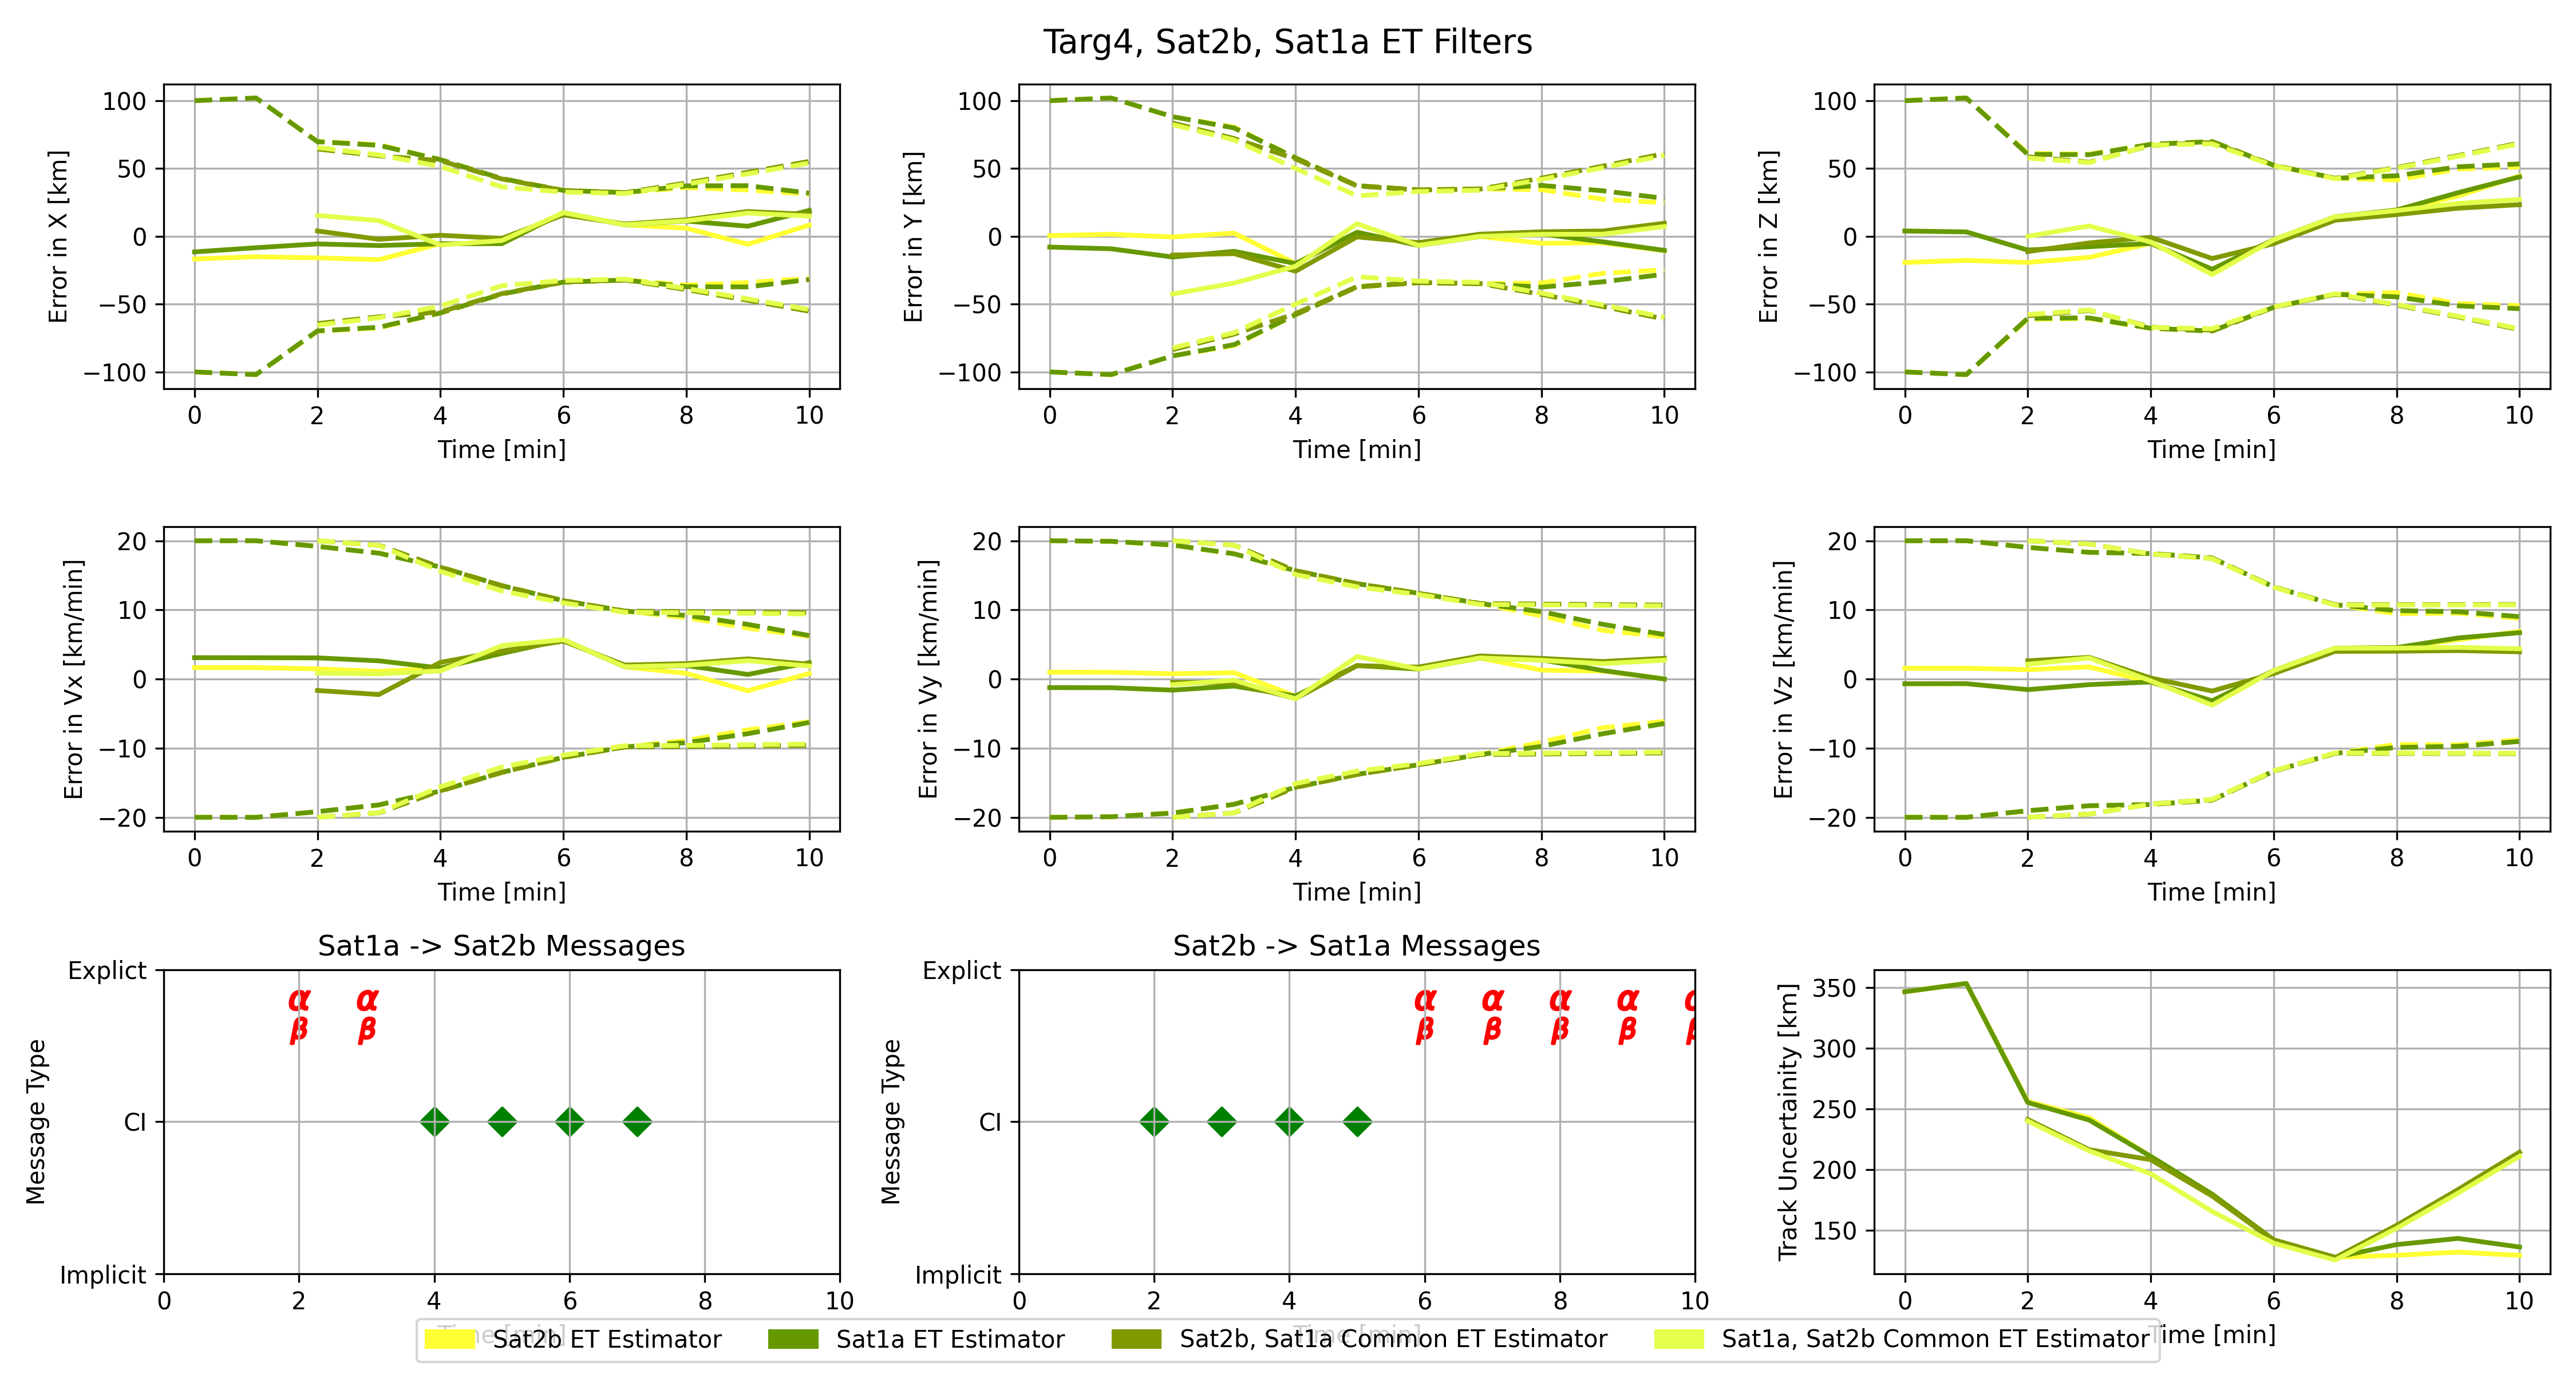 Targ4, Sat2b, Sat1a ET Filters
Error in X [km]
100
50
0
−50
−100
0 2 4 6 8 10
Time [min]
Error in Y [km]
100
50
0
−50
−100
0 2 4 6 8 10
Time [min]
Error in Z [km]
100
50
0
−50
−100
0 2 4 6 8 10
Time [min]
Error in Vx [km/min]
20
10
0
−10
−20
0 2 4 6 8 10
Time [min]
Error in Vy [km/min]
20
10
0
−10
−20
0 2 4 6 8 10
Time [min]
Error in Vz [km/min]
20
10
0
−10
−20
0 2 4 6 8 10
Time [min]
Sat1a -> Sat2b Messages
Message Type
Explict
α α
β β
CI
Implicit
0 2 4 6 8 10
Time [min]
Sat2b -> Sat1a Messages
Message Type
Explict
α α α α α
β β β β β
CI
Implicit
0 2 4 6 8 10
Time [min]
Track Uncertainity [km]
350
300
250
200
150
0 2 4 6 8 10
Time [min]
Sat2b ET Estimator Sat1a ET Estimator Sat2b, Sat1a Common ET Estimator Sat1a, Sat2b Common ET Estimator